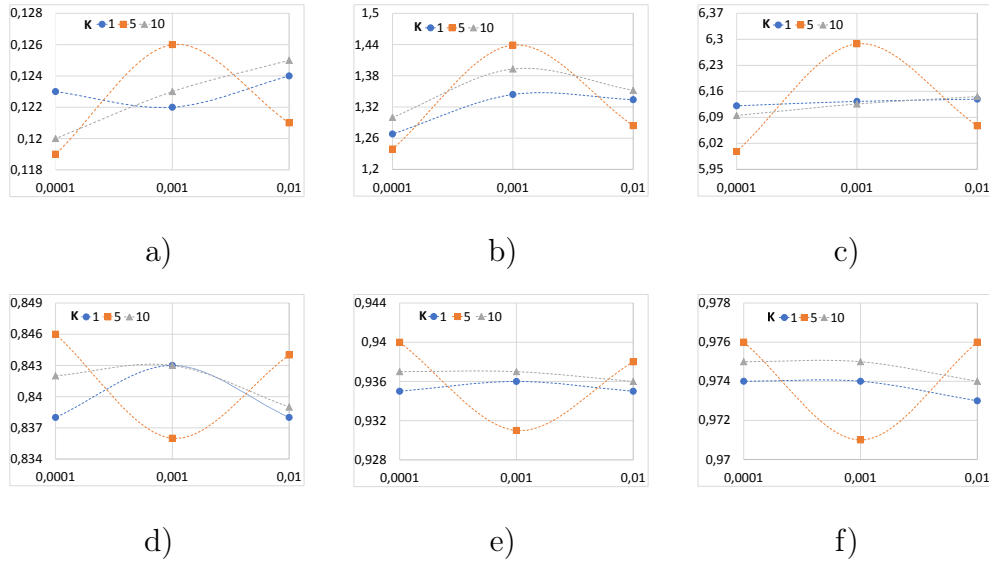 0,128
K 1 5 10
0,126
0,124
0,122
0,12
0,118
0,0001 0,001 0,01
a)
1,5
K 1 5 10
1,44
1,38
1,32
1,26
1,2
0,0001 0,001 0,01
b)
6,37
K 1 5 10
6,3
6,23
6,16
6,09
6,02
5,95
0,0001 0,001 0,01
c)
0,849
K 1 5 10
0,846
0,843
0,84
0,837
0,834
0,0001 0,001 0,01
d)
0,944
K 1 5 10
0,94
0,936
0,932
0,928
0,0001 0,001 0,01
e)
0,978
K 1 5 10
0,976
0,974
0,972
0,97
0,0001 0,001 0,01
f)